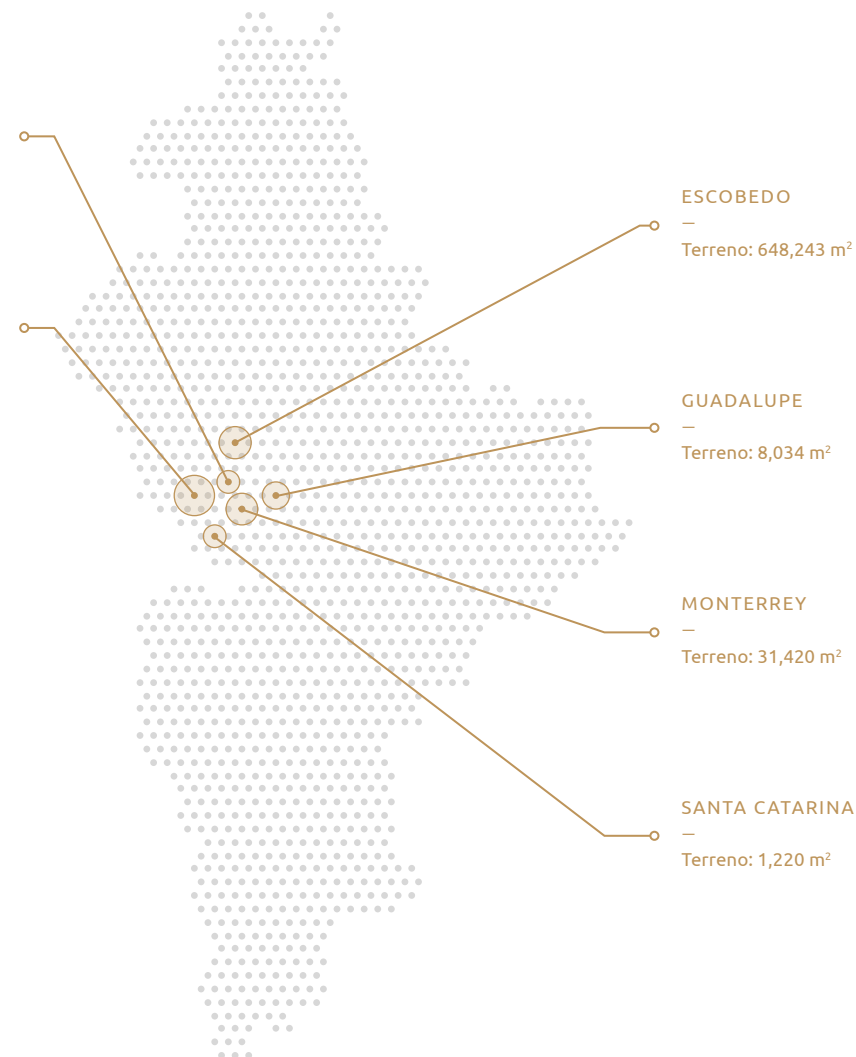 ESCOBEDO
—
Terreno: 648,243 m²
GUADALUPE
—
Terreno: 8,034 m²
MONTERREY
—
Terreno: 31,420 m²
SANTA CATARINA
—
Terreno: 1,220 m²